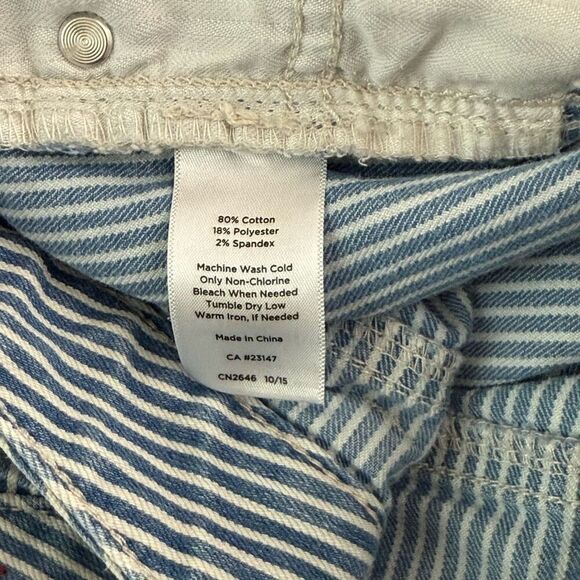 80% Cotton
18% Polyester
2% Spandex
Machine Wash Cold
Only Non-Chlorine
Bleach When Needed
Tumble Dry Low
Warm Iron, If Needed
Made in China
CA #23147
CN2646 10/15